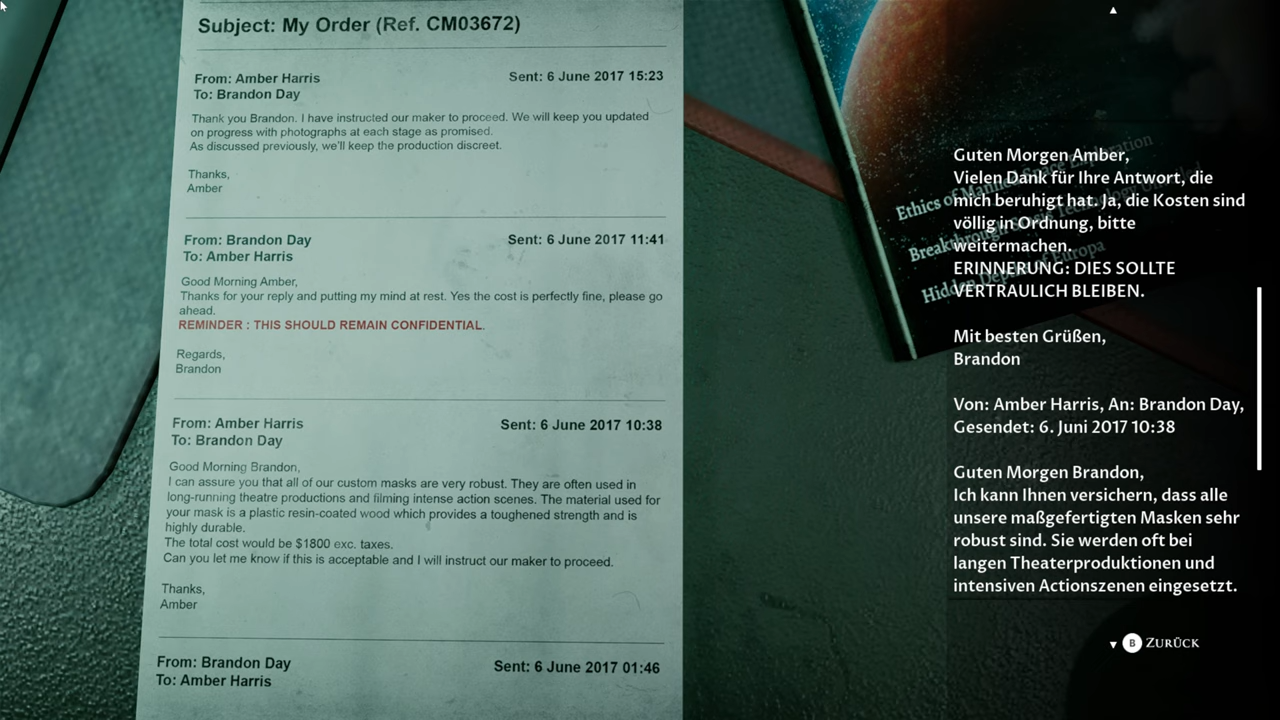 Subject: My Order (Ref. CM03672)
From: Amber Harris
Sent: 6 June 2017 15:23
To: Brandon Day
Thank you Brandon. I have instructed our maker to proceed. We will keep you updated
on progress with photographs at each stage as promised.
As discussed previously, we'll keep the production discreet.
Thanks,
Amber
From: Brandon Day
Sent: 6 June 2017 11:41
To: Amber Harris
Good Morning Amber,
Thanks for your reply and putting my mind at rest. Yes the cost is perfectly fine, please go
ahead.
REMINDER : THIS SHOULD REMAIN CONFIDENTIAL.
Regards,
Brandon
From: Amber Harris
Sent: 6 June 2017 10:38
To: Brandon Day
Good Morning Brandon,
I can assure you that all of our custom masks are very robust. They are often used in
long-running theatre productions and filming intense action scenes. The material used for
your mask is a plastic resin-coated wood which provides a toughened strength and is
highly durable.
The total cost would be $1800 exc. taxes.
Can you let me know if this is acceptable and I will instruct our maker to proceed.
Thanks,
Amber
From: Brandon Day
Sent: 6 June 2017 01:46
To: Amber Harris
Ethics of Manned Space Exploration
Breakthrough Stasis Technology
Hidden Depths of Europa
Guten Morgen Amber,
Vielen Dank für Ihre Antwort, die
mich beruhigt hat. Ja, die Kosten sind
völlig in Ordnung, bitte
weitermachen.
ERINNERUNG: DIES SOLLTE
VERTRAULICH BLEIBEN.
Mit besten Grüßen,
Brandon
Von: Amber Harris, An: Brandon Day,
Gesendet: 6. Juni 2017 10:38
Guten Morgen Brandon,
Ich kann Ihnen versichern, dass alle
unsere maßgefertigten Masken sehr
robust sind. Sie werden oft bei
langen Theaterproduktionen und
intensiven Actionszenen eingesetzt.
B ZURÜCK